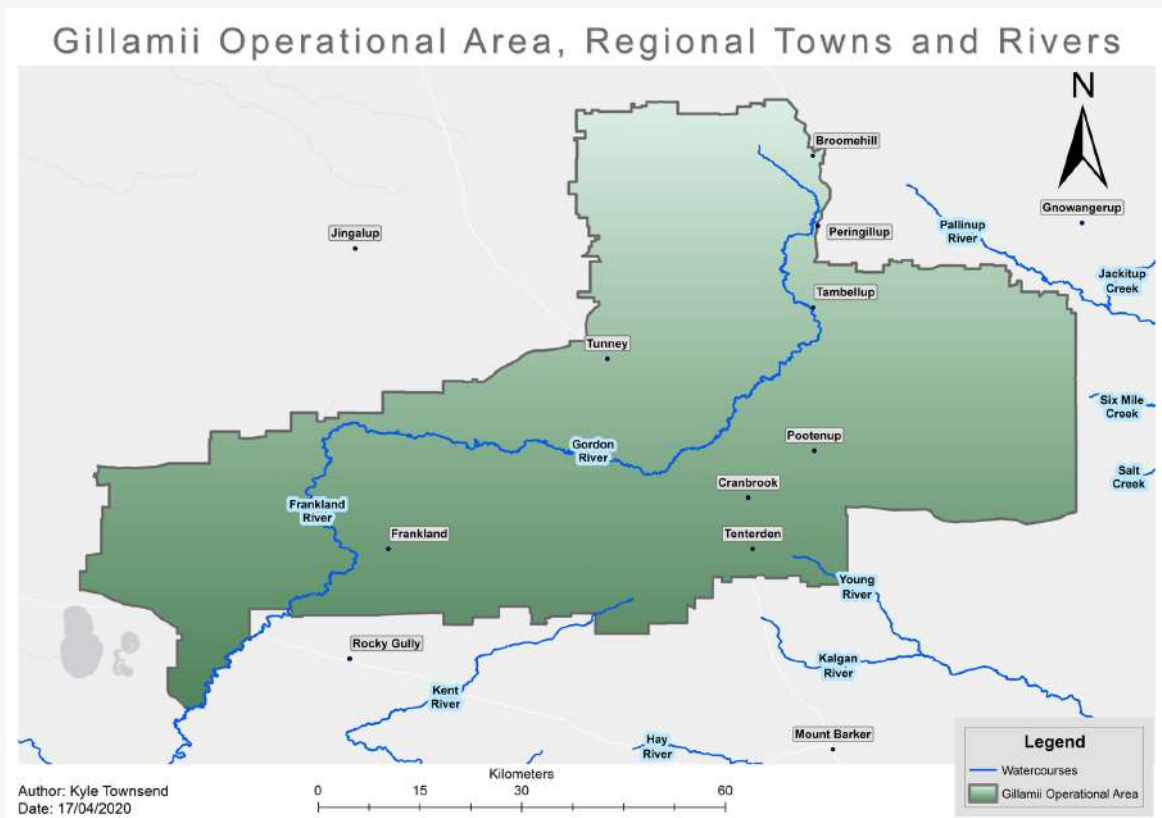 Gillamii Operational Area, Regional Towns and Rivers
N
Broomehill
Gnowangerup
Jingalup
Peringillup
Pallinup
River
Jackitup
Creek
Tambellup
Tunney
Six Mile
Creek
Pootenup
Gordon
River
Salt
Creek
Cranbrook
Frankland
River
Frankland
Tenterden
Young
River
Rocky Gully
Kalgan
River
Kent
River
Mount Barker
Hay
River
Legend
Watercourses
Gillamii Operational Area
Kilometers
0 15 30 60
Author: Kyle Townsend
Date: 17/04/2020